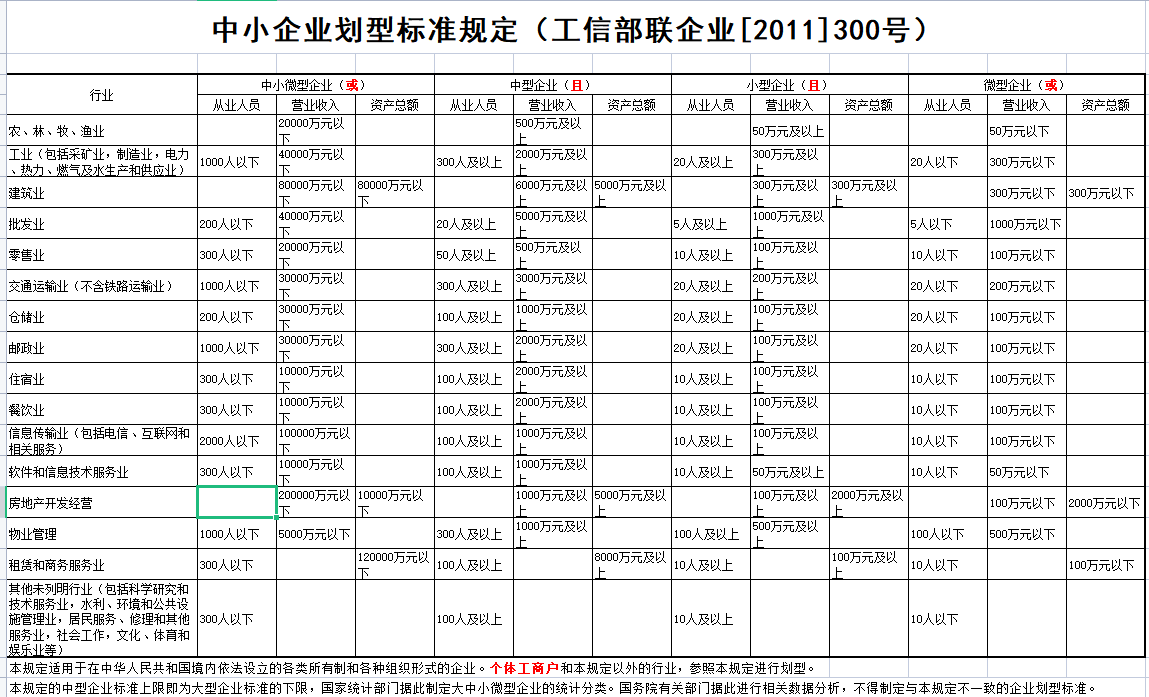 中小企业划型标准规定（工信部联企业[2011]300号）
行业 中小微型企业（或） 中型企业（且） 小型企业（且） 微型企业（或）
从业人员 营业收入 资产总额 从业人员 营业收入 资产总额 从业人员 营业收入 资产总额 从业人员 营业收入 资产总额
农、林、牧、渔业 20000万元以下 500万元及以上 50万元及以上 50万元以下
工业（包括采矿业，制造业，电力、热力、燃气及水生产和供应业） 1000人以下 40000万元以下 300人及以上 2000万元及以上 20人及以上 300万元及以上 20人以下 300万元以下
建筑业 80000万元以下 80000万元以下 6000万元及以上 5000万元及以上 300万元及以上 300万元及以上 300万元以下 300万元以下
批发业 200人以下 40000万元以下 20人及以上 5000万元及以上 5人及以上 1000万元及以上 5人以下 1000万元以下
零售业 300人以下 20000万元以下 50人及以上 500万元及以上 10人及以上 100万元及以上 10人以下 100万元以下
交通运输业（不含铁路运输业） 1000人以下 30000万元以下 300人及以上 3000万元及以上 20人及以上 200万元及以上 20人以下 200万元以下
仓储业 200人以下 30000万元以下 100人及以上 1000万元及以上 20人及以上 100万元及以上 20人以下 100万元以下
邮政业 1000人以下 30000万元以下 300人及以上 2000万元及以上 20人及以上 100万元及以上 20人以下 100万元以下
住宿业 300人以下 10000万元以下 100人及以上 2000万元及以上 10人及以上 100万元及以上 10人以下 100万元以下
餐饮业 300人以下 10000万元以下 100人及以上 2000万元及以上 10人及以上 100万元及以上 10人以下 100万元以下
信息传输业（包括电信、互联网和相关服务） 2000人以下 100000万元以下 100人及以上 1000万元及以上 10人及以上 100万元及以上 10人以下 100万元以下
软件和信息技术服务业 300人以下 10000万元以下 100人及以上 1000万元及以上 10人及以上 50万元及以上 10人以下 50万元以下
房地产开发经营 200000万元以下 10000万元以下 1000万元及以上 5000万元及以上 100万元及以上 2000万元及以上 100万元以下 2000万元以下
物业管理 1000人以下 5000万元以下 300人及以上 1000万元及以上 100人及以上 500万元及以上 100人以下 500万元以下
租赁和商务服务业 300人以下 120000万元以下 100人及以上 8000万元及以上 10人及以上 100万元及以上 10人以下 100万元以下
其他未列明行业（包括科学研究和技术服务业，水利、环境和公共设施管理业，居民服务、修理和其他服务业，社会工作，文化、体育和娱乐业等） 300人以下 100人及以上 10人及以上 10人以下
本规定适用于在中华人民共和国境内依法设立的各类所有制和各种组织形式的企业。个体工商户和本规定以外的行业，参照本规定进行划型。
本规定的中型企业标准上限即为大型企业标准的下限，国家统计部门据此制定大中小微型企业的统计分类。国务院有关部门据此进行相关数据分析，不得制定与本规定不一致的企业划型标准。